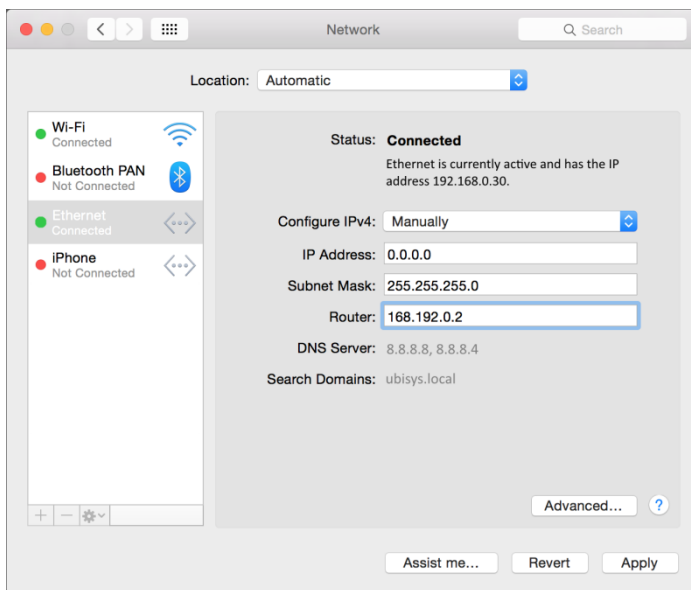 Network
Search
Location: Automatic
Wi-Fi
Connected
Bluetooth PAN
Not Connected
Ethernet
Connected
iPhone
Not Connected
Status: Connected
Ethernet is currently active and has the IP
address 192.168.0.30.
Configure IPv4: Manually
IP Address: 0.0.0.0
Subnet Mask: 255.255.255.0
Router: 168.192.0.2
DNS Server: 8.8.8.8, 8.8.8.4
Search Domains: ubisys.local
Advanced... ?
Assist me... Revert Apply